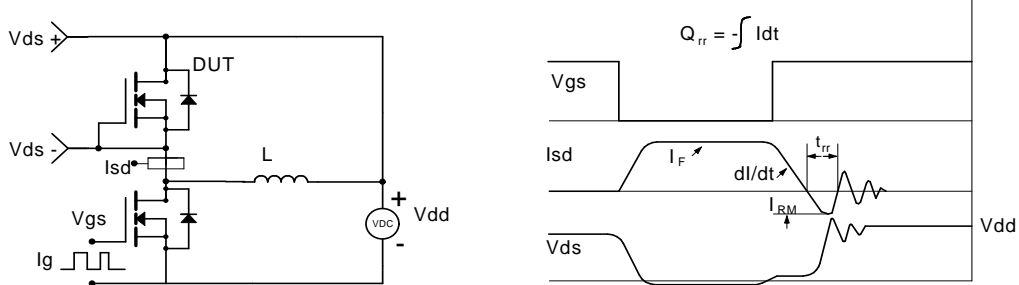 Vds +
DUT
Vds -
Isd
L
Vgs
Ig
+
VDC
-
Vdd
Q rr = - ∫ Idt
Vgs
Isd
I F
dI/dt
t rr
I RM
Vds
Vdd